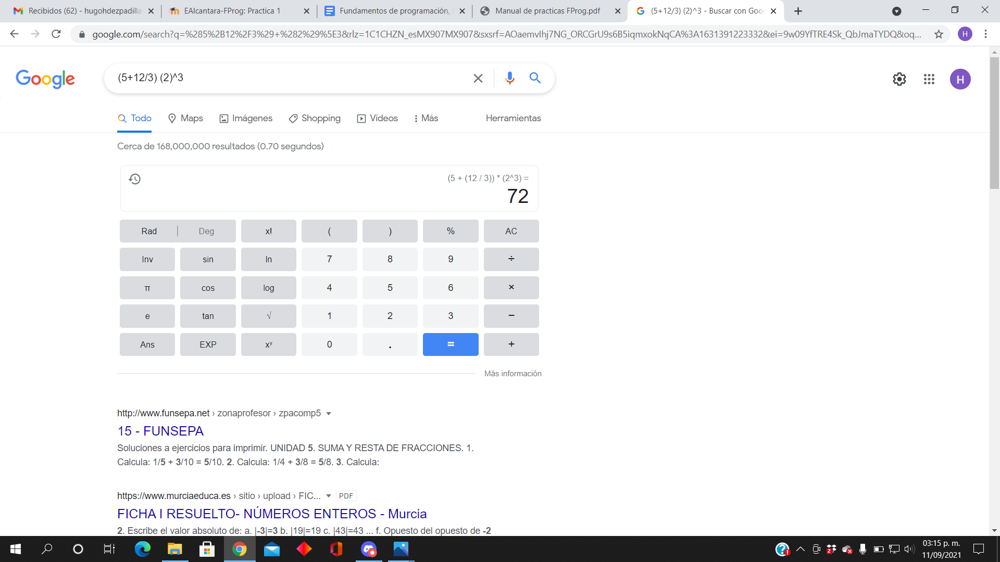 Recibidos (62) - hugohdezpadilla
EAlcantara-FProg: Practica 1
Fundamentos de programación,
Manual de practicas FProg.pdf
(5+12/3) (2)^3 - Buscar con Goo
google.com/search?q=%285%2B12%2F3%29+%282%29%5E3&rlz=1C1CHZN_esMX907MX907&sxsrf=AOaemvIhj7NG_ORCGrU9s6B5iqmxokNqCA%3A1631391223332&ei=9w09YfTRE4Sk_QbJmaTYDQ&oq...
H
Google
(5+12/3) (2)^3
H
Todo
Maps
Imágenes
Shopping
Vídeos
Más
Herramientas
Cerca de 168,000,000 resultados (0.70 segundos)
(5 + (12 / 3)) * (2^3) =
72
Rad | Deg x! ( ) % AC
Inv sin ln 7 8 9 ÷
π cos log 4 5 6 ×
e tan √ 1 2 3 −
Ans EXP xʸ 0 . = +
Más información
http://www.funsepa.net › zonaprofesor › zpacomp5
15 - FUNSEPA
Soluciones a ejercicios para imprimir. UNIDAD 5. SUMA Y RESTA DE FRACCIONES. 1.
Calcula: 1/5 + 3/10 = 5/10. 2. Calcula: 1/4 + 3/8 = 5/8. 3. Calcula:
https://www.murciaeduca.es › sitio › upload › FIC...
PDF
FICHA I RESUELTO- NÚMEROS ENTEROS - Murcia
2. Escribe el valor absoluto de: a. |-3|=3 b. |19|=19 c. |43|=43 ... f. Opuesto del opuesto de -2
2
03:15 p. m.
11/09/2021